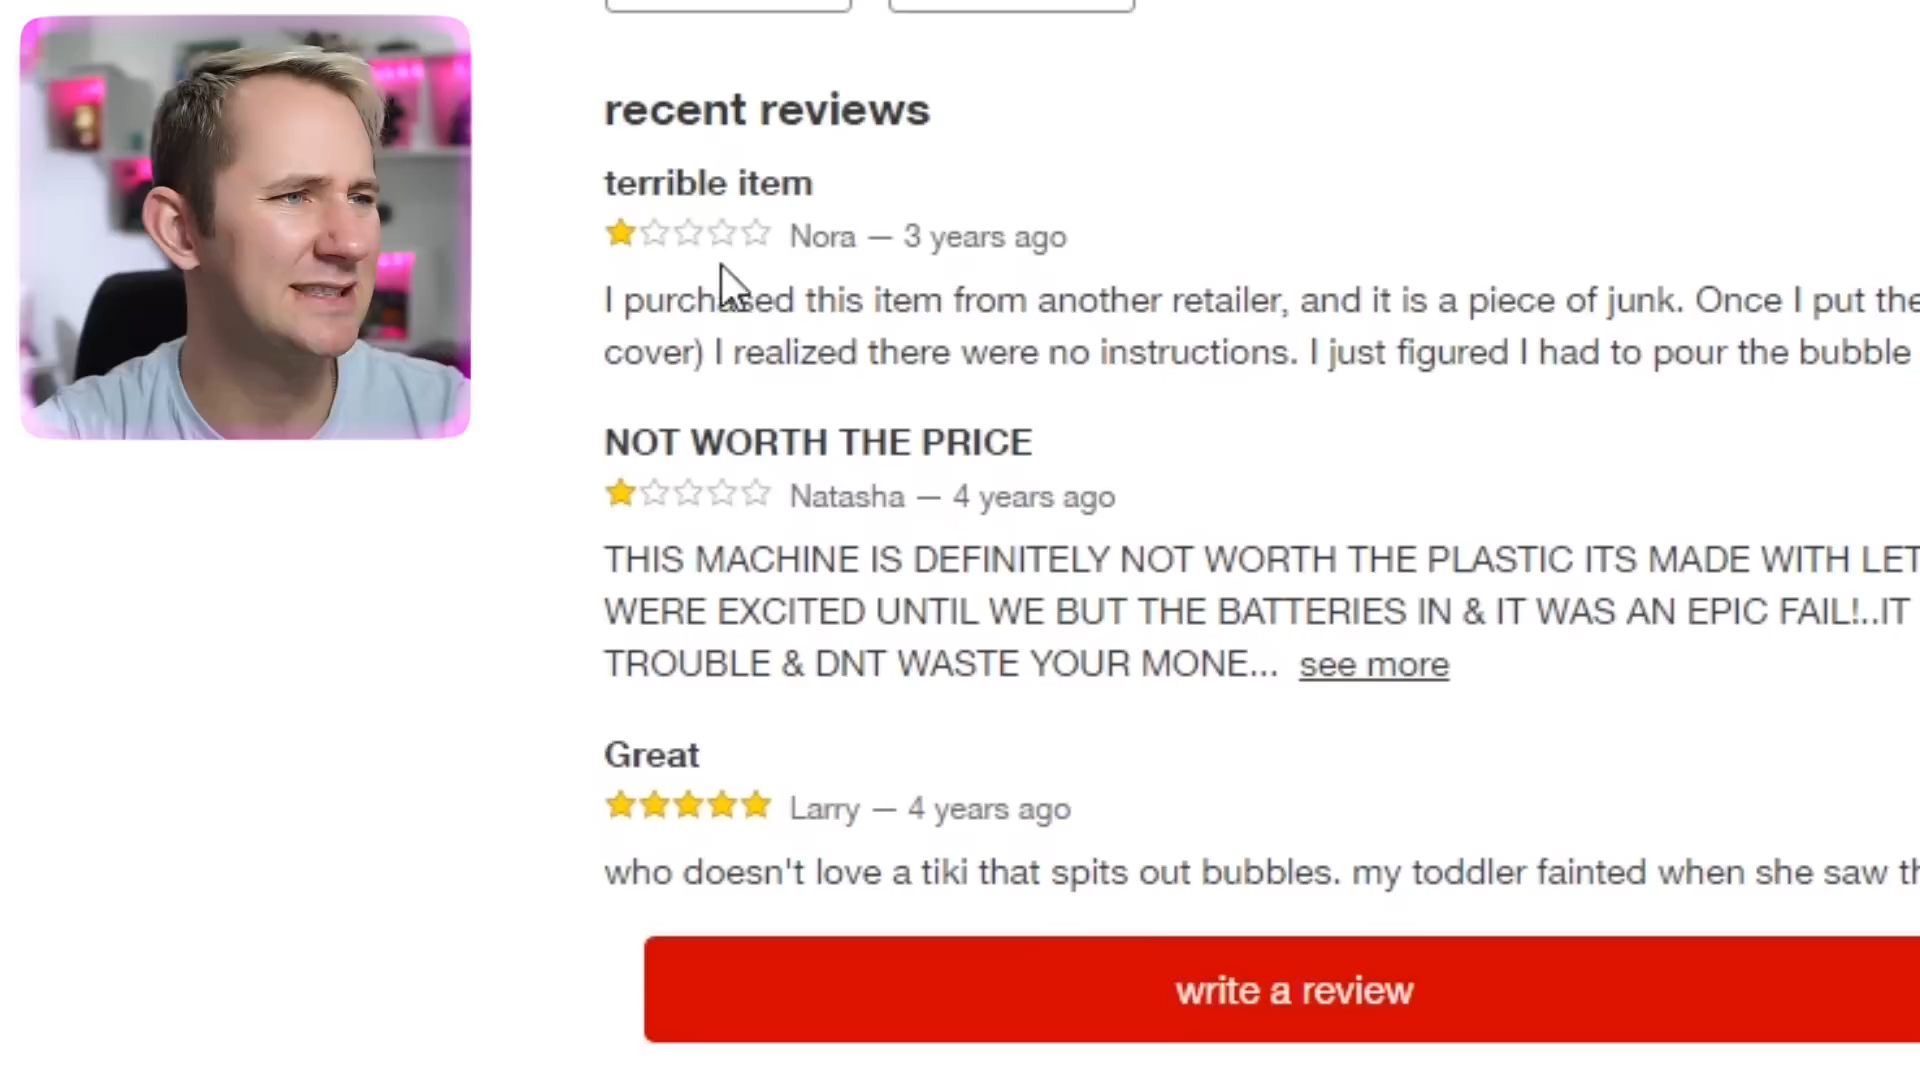 recent reviews
terrible item
Nora — 3 years ago
I purchased this item from another retailer, and it is a piece of junk. Once I put the
cover) I realized there were no instructions. I just figured I had to pour the bubble
NOT WORTH THE PRICE
Natasha — 4 years ago
THIS MACHINE IS DEFINITELY NOT WORTH THE PLASTIC ITS MADE WITH LET
WERE EXCITED UNTIL WE BUT THE BATTERIES IN & IT WAS AN EPIC FAIL!..IT
TROUBLE & DNT WASTE YOUR MONE... see more
Great
Larry — 4 years ago
who doesn't love a tiki that spits out bubbles. my toddler fainted when she saw th
write a review